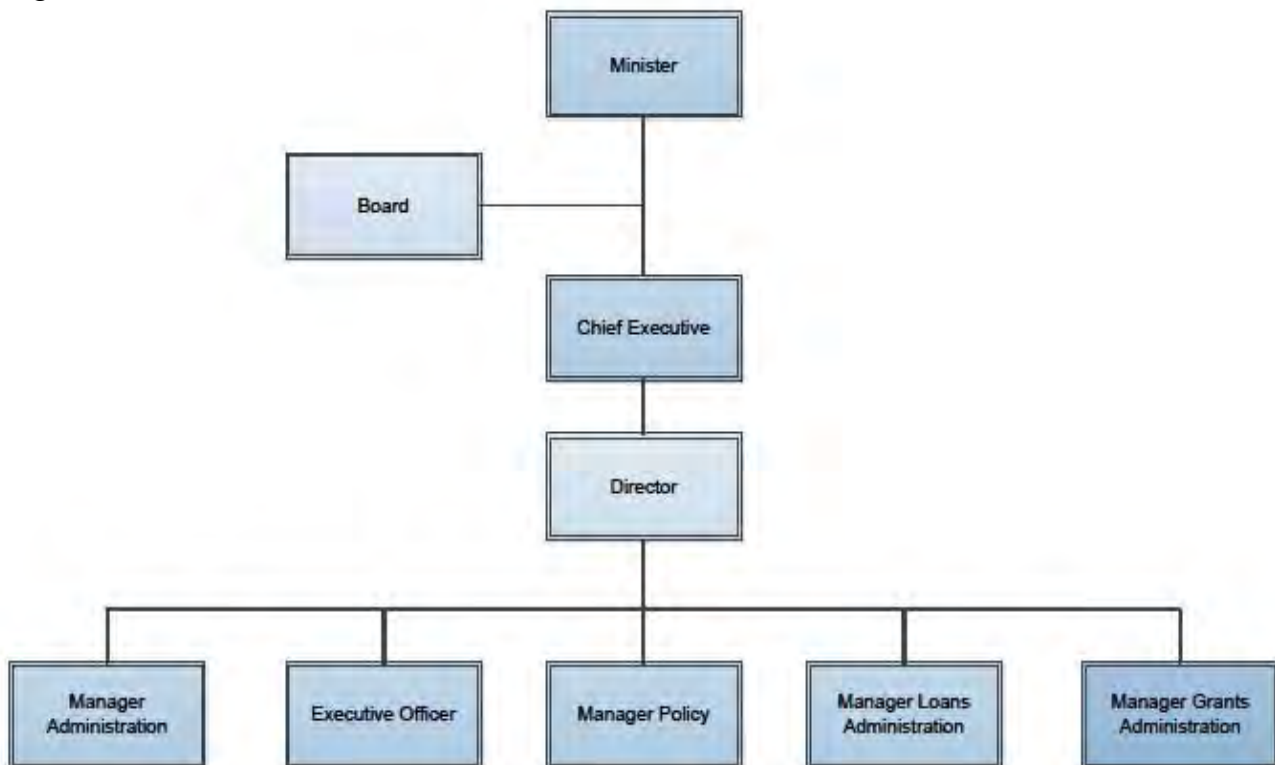 Minister
Board
Chief Executive
Director
Manager
Administration
Executive Officer
Manager Policy
Manager Loans
Administration
Manager Grants
Administration